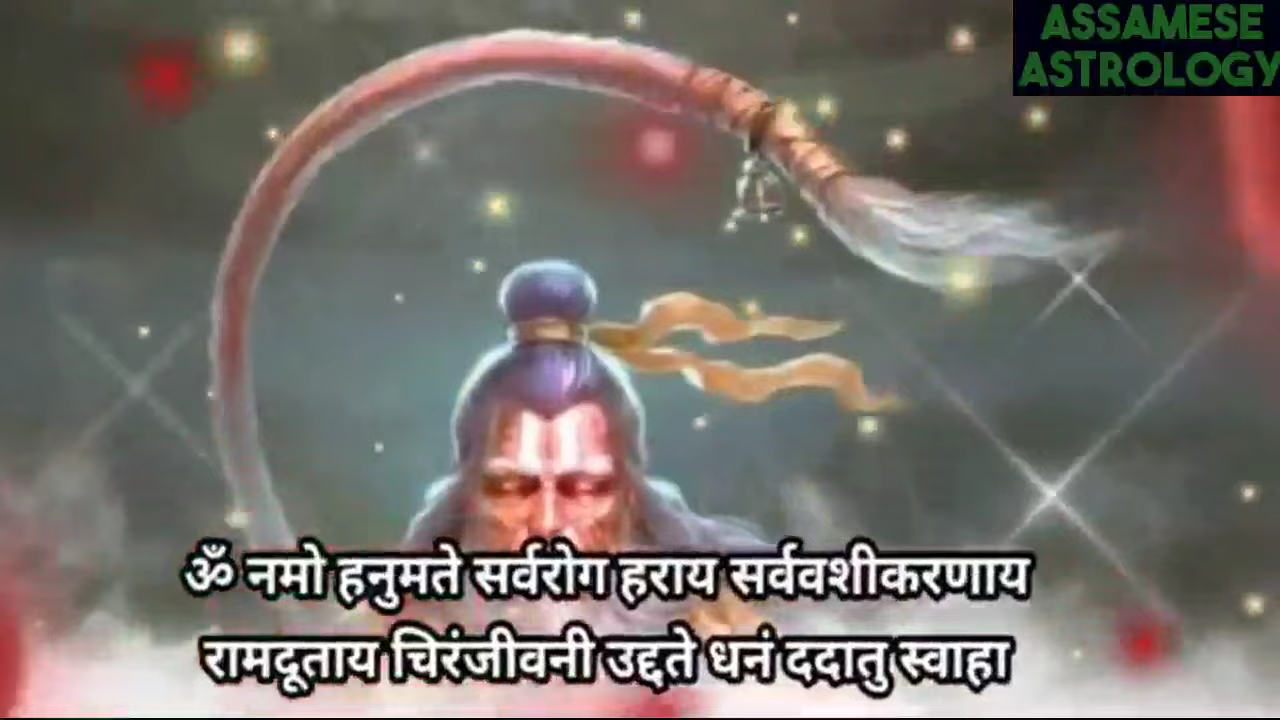 ASSAMESE
ASTROLOGY
ॐ नमो हनुमते सर्वरोग हराय सर्ववशीकरणाय
रामदूताय चिरंजीवनी उद्दते धनं ददातु स्वाहा